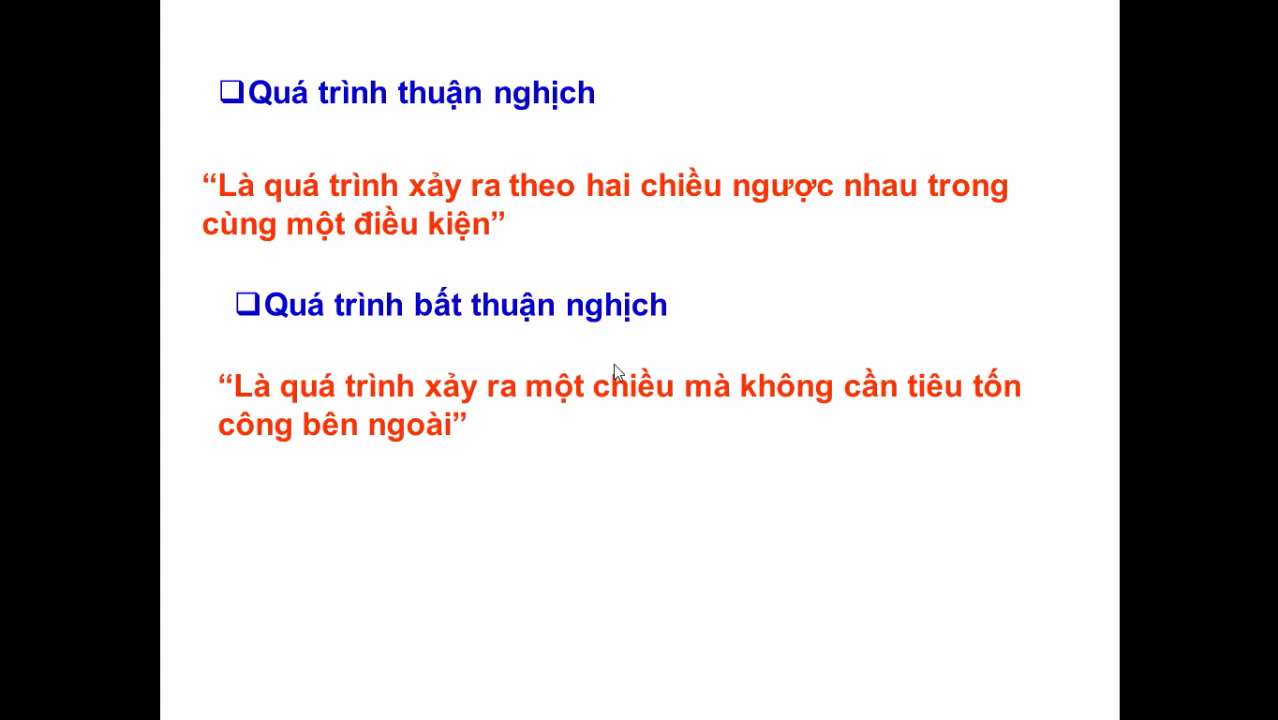 ❑Quá trình thuận nghịch
“Là quá trình xảy ra theo hai chiều ngược nhau trong
cùng một điều kiện”
❑Quá trình bất thuận nghịch
“Là quá trình xảy ra một chiều mà không cần tiêu tốn
công bên ngoài”